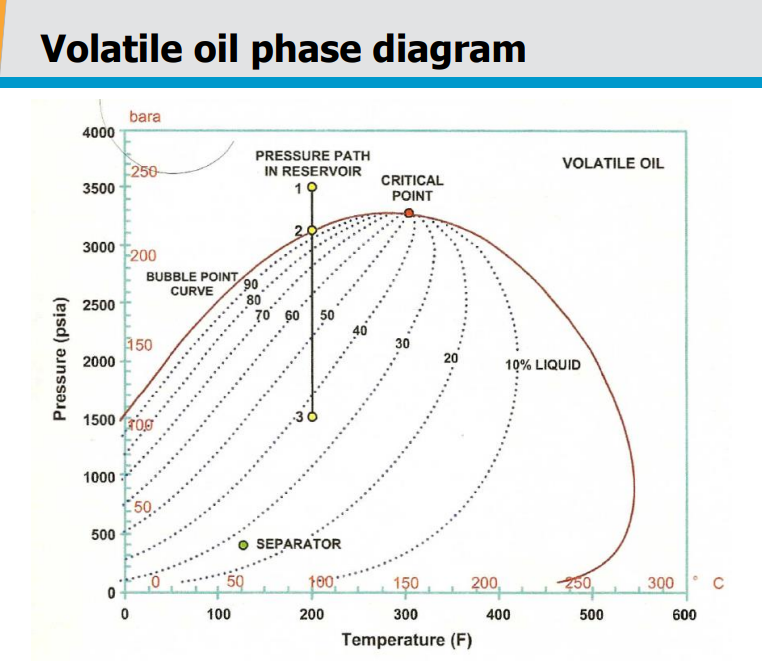 Volatile oil phase diagram
bara
4000
250
PRESSURE PATH
IN RESERVOIR
VOLATILE OIL
3500
1
CRITICAL
POINT
2
3000
200
BUBBLE POINT
CURVE
90
80
70
60
50
40
30
20
10% LIQUID
2500
150
2000
1500
100
3
1000
50
500
SEPARATOR
0
0
50
100
150
200
250
300
° C
0
100
200
300
400
500
600
Pressure (psia)
Temperature (F)